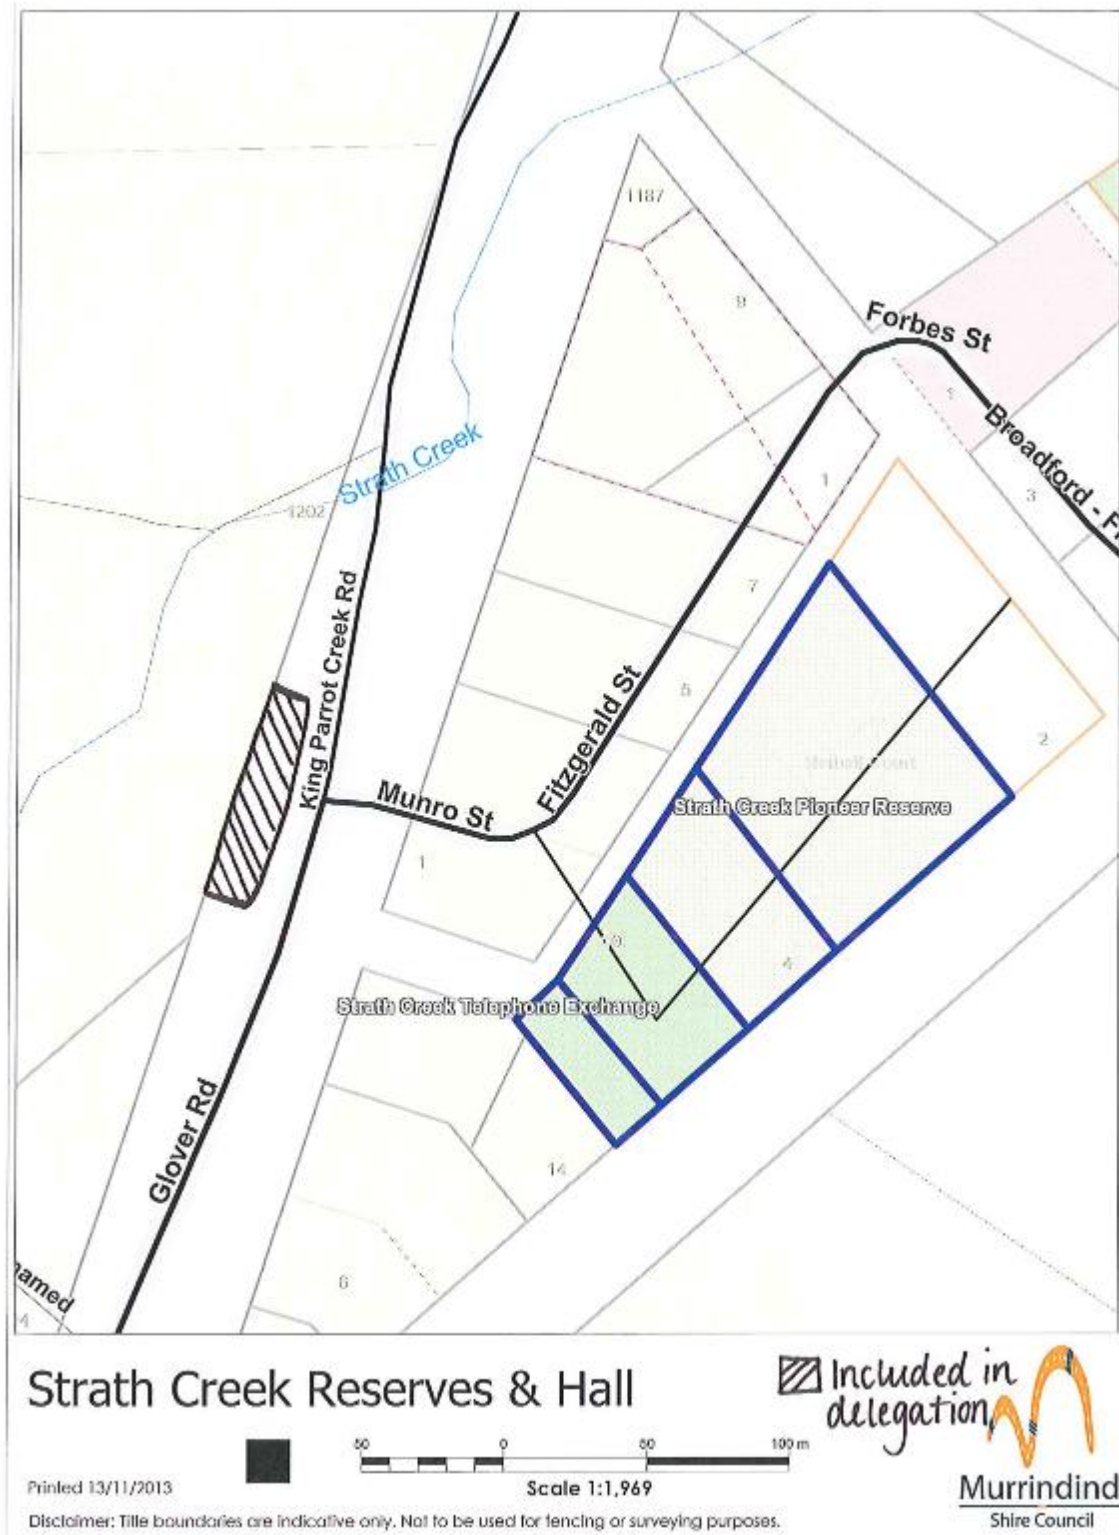 1187
9
Forbes St
1
Broadford - F
Strath Creek
1
3
1202
7
King Parrot Creek Rd
Fitzgerald St
5
2
Munro St
Strath Creek Pioneer Reserve
1
4
Strath Creek Telephone Exchange
Glover Rd
14
6
named
4
Strath Creek Reserves & Hall
Included in
delegation
50 0 50 100 m
Printed 13/11/2013
Scale 1:1,969
Murrindind
Shire Council
Disclaimer: Title boundaries are indicative only. Not to be used for fencing or surveying purposes.